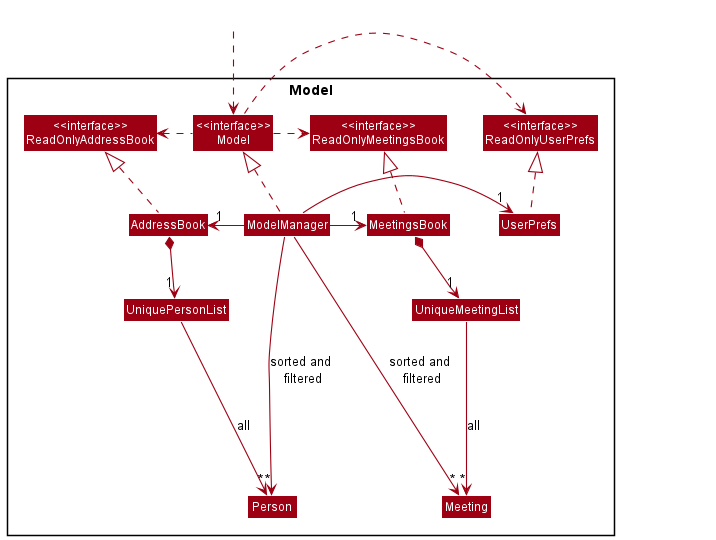 Model
<<interface>>
ReadOnlyAddressBook
<<interface>>
Model
<<interface>>
ReadOnlyMeetingsBook
<<interface>>
ReadOnlyUserPrefs
1
AddressBook
1
ModelManager
1
MeetingsBook
UserPrefs
1
1
UniquePersonList
UniqueMeetingList
sorted and
filtered
sorted and
filtered
all
all
*
*
*
*
Person
Meeting